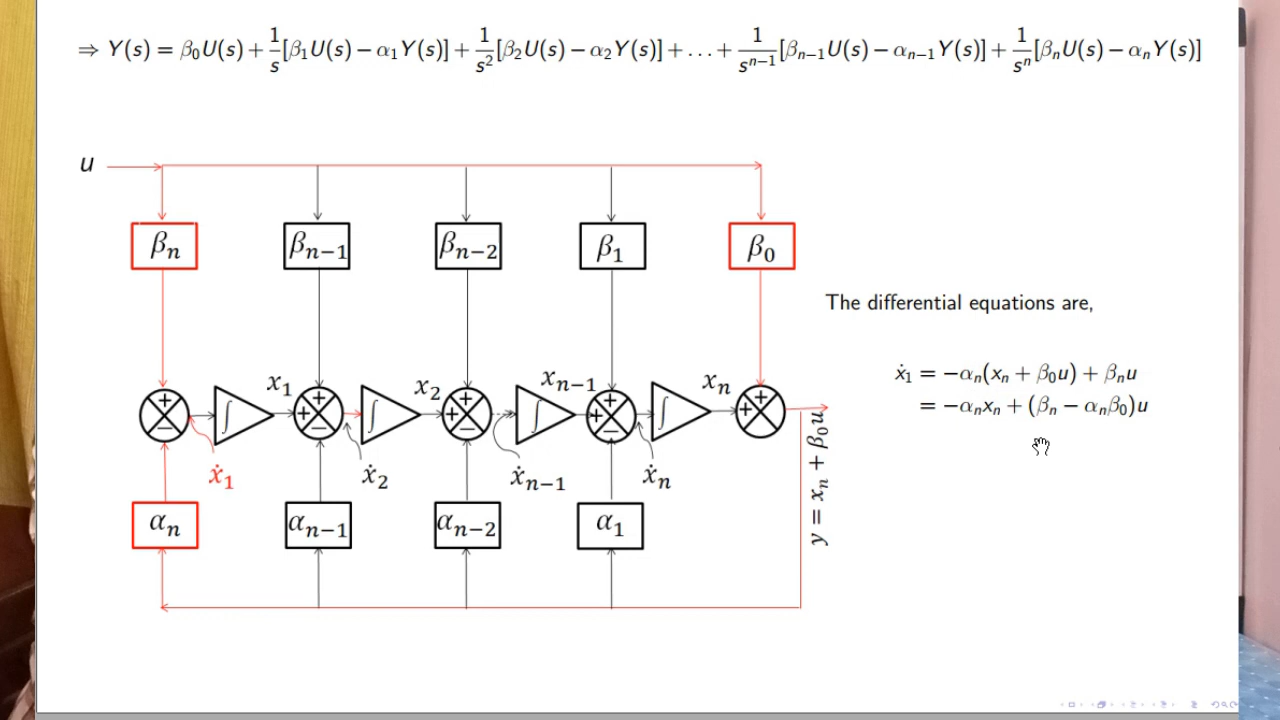 ⇒ Y(s) = β₀U(s) + 1/s [β₁U(s) − α₁Y(s)] + 1/s² [β₂U(s) − α₂Y(s)] + . . . + 1/sⁿ⁻¹ [βₙ₋₁U(s) − αₙ₋₁Y(s)] + 1/sⁿ [βₙU(s) − αₙY(s)]
u
βₙ βₙ₋₁ βₙ₋₂ β₁ β₀
The differential equations are,
ẋ₁ = −αₙ(xₙ + β₀u) + βₙu
= −αₙxₙ + (βₙ − αₙβ₀)u
x₁ x₂ xₙ₋₁ xₙ
+ − ∫ + + − ∫ + + − ∫ + + − ∫ + +
ẋ₁ ẋ₂ ẋₙ₋₁ ẋₙ
y = xₙ + β₀u
αₙ αₙ₋₁ αₙ₋₂ α₁